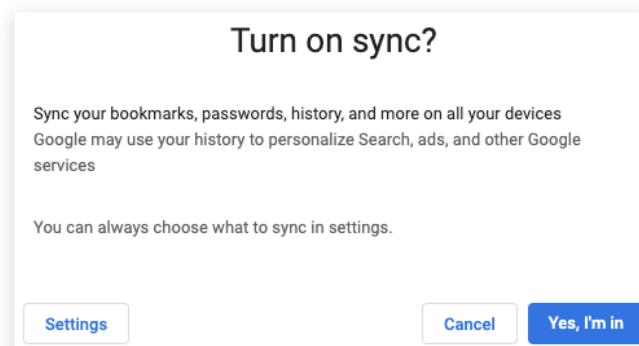 Turn on sync?
Sync your bookmarks, passwords, history, and more on all your devices
Google may use your history to personalize Search, ads, and other Google
services
You can always choose what to sync in settings.
Settings
Cancel
Yes, I'm in